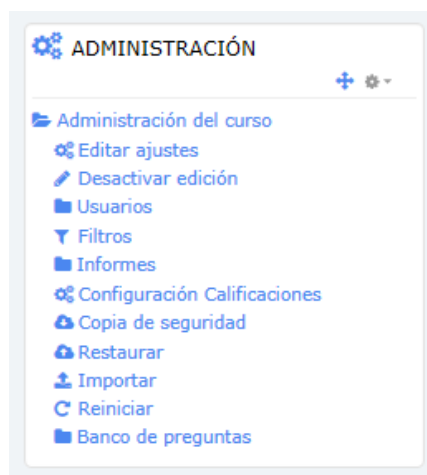 ADMINISTRACIÓN
Administración del curso
Editar ajustes
Desactivar edición
Usuarios
Filtros
Informes
Configuración Calificaciones
Copia de seguridad
Restaurar
Importar
Reiniciar
Banco de preguntas